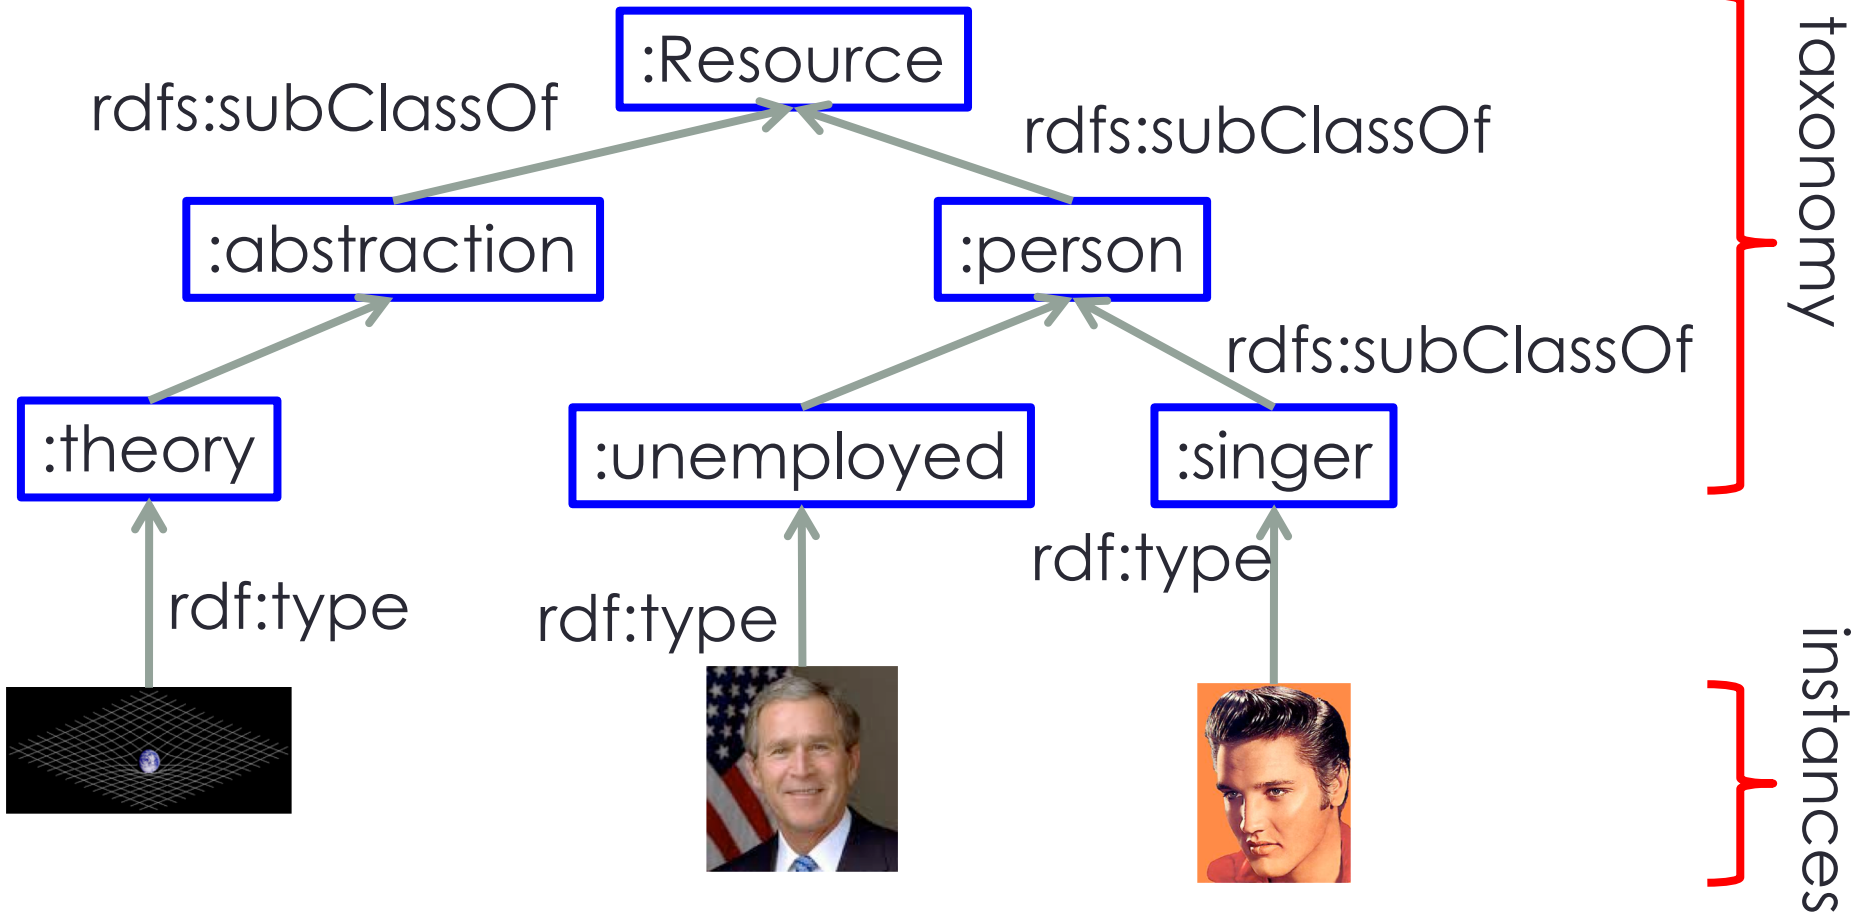 :Resource
rdfs:subClassOf
rdfs:subClassOf
taxonomy
:abstraction
:person
rdfs:subClassOf
:theory
:unemployed
:singer
rdf:type
rdf:type
rdf:type
instances